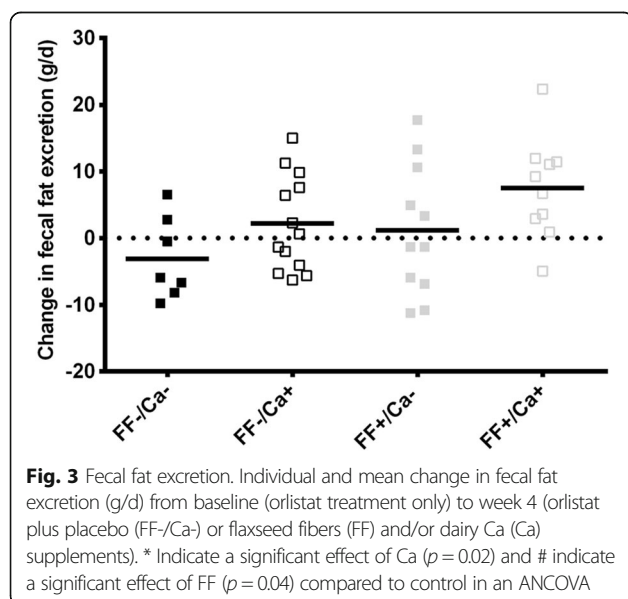 30
20
10
0
-10
-20
Change in fecal fat excretion (g/d)
FF-/Ca-
FF-/Ca+
FF+/Ca-
FF+/Ca+
Fig. 3 Fecal fat excretion. Individual and mean change in fecal fat
excretion (g/d) from baseline (orlistat treatment only) to week 4 (orlistat
plus placebo (FF-/Ca-) or flaxseed fibers (FF) and/or dairy Ca (Ca)
supplements). * Indicate a significant effect of Ca (p = 0.02) and # indicate
a significant effect of FF (p = 0.04) compared to control in an ANCOVA